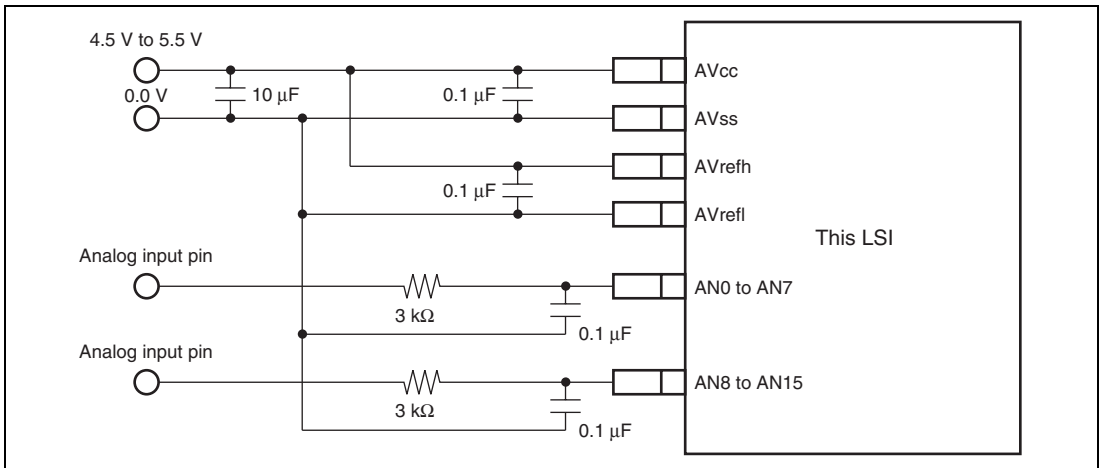 4.5 V to 5.5 V
0.0 V
10 μF
0.1 μF
AVcc
AVss
0.1 μF
AVrefh
AVrefl
This LSI
Analog input pin
3 kΩ
0.1 μF
AN0 to AN7
Analog input pin
3 kΩ
0.1 μF
AN8 to AN15